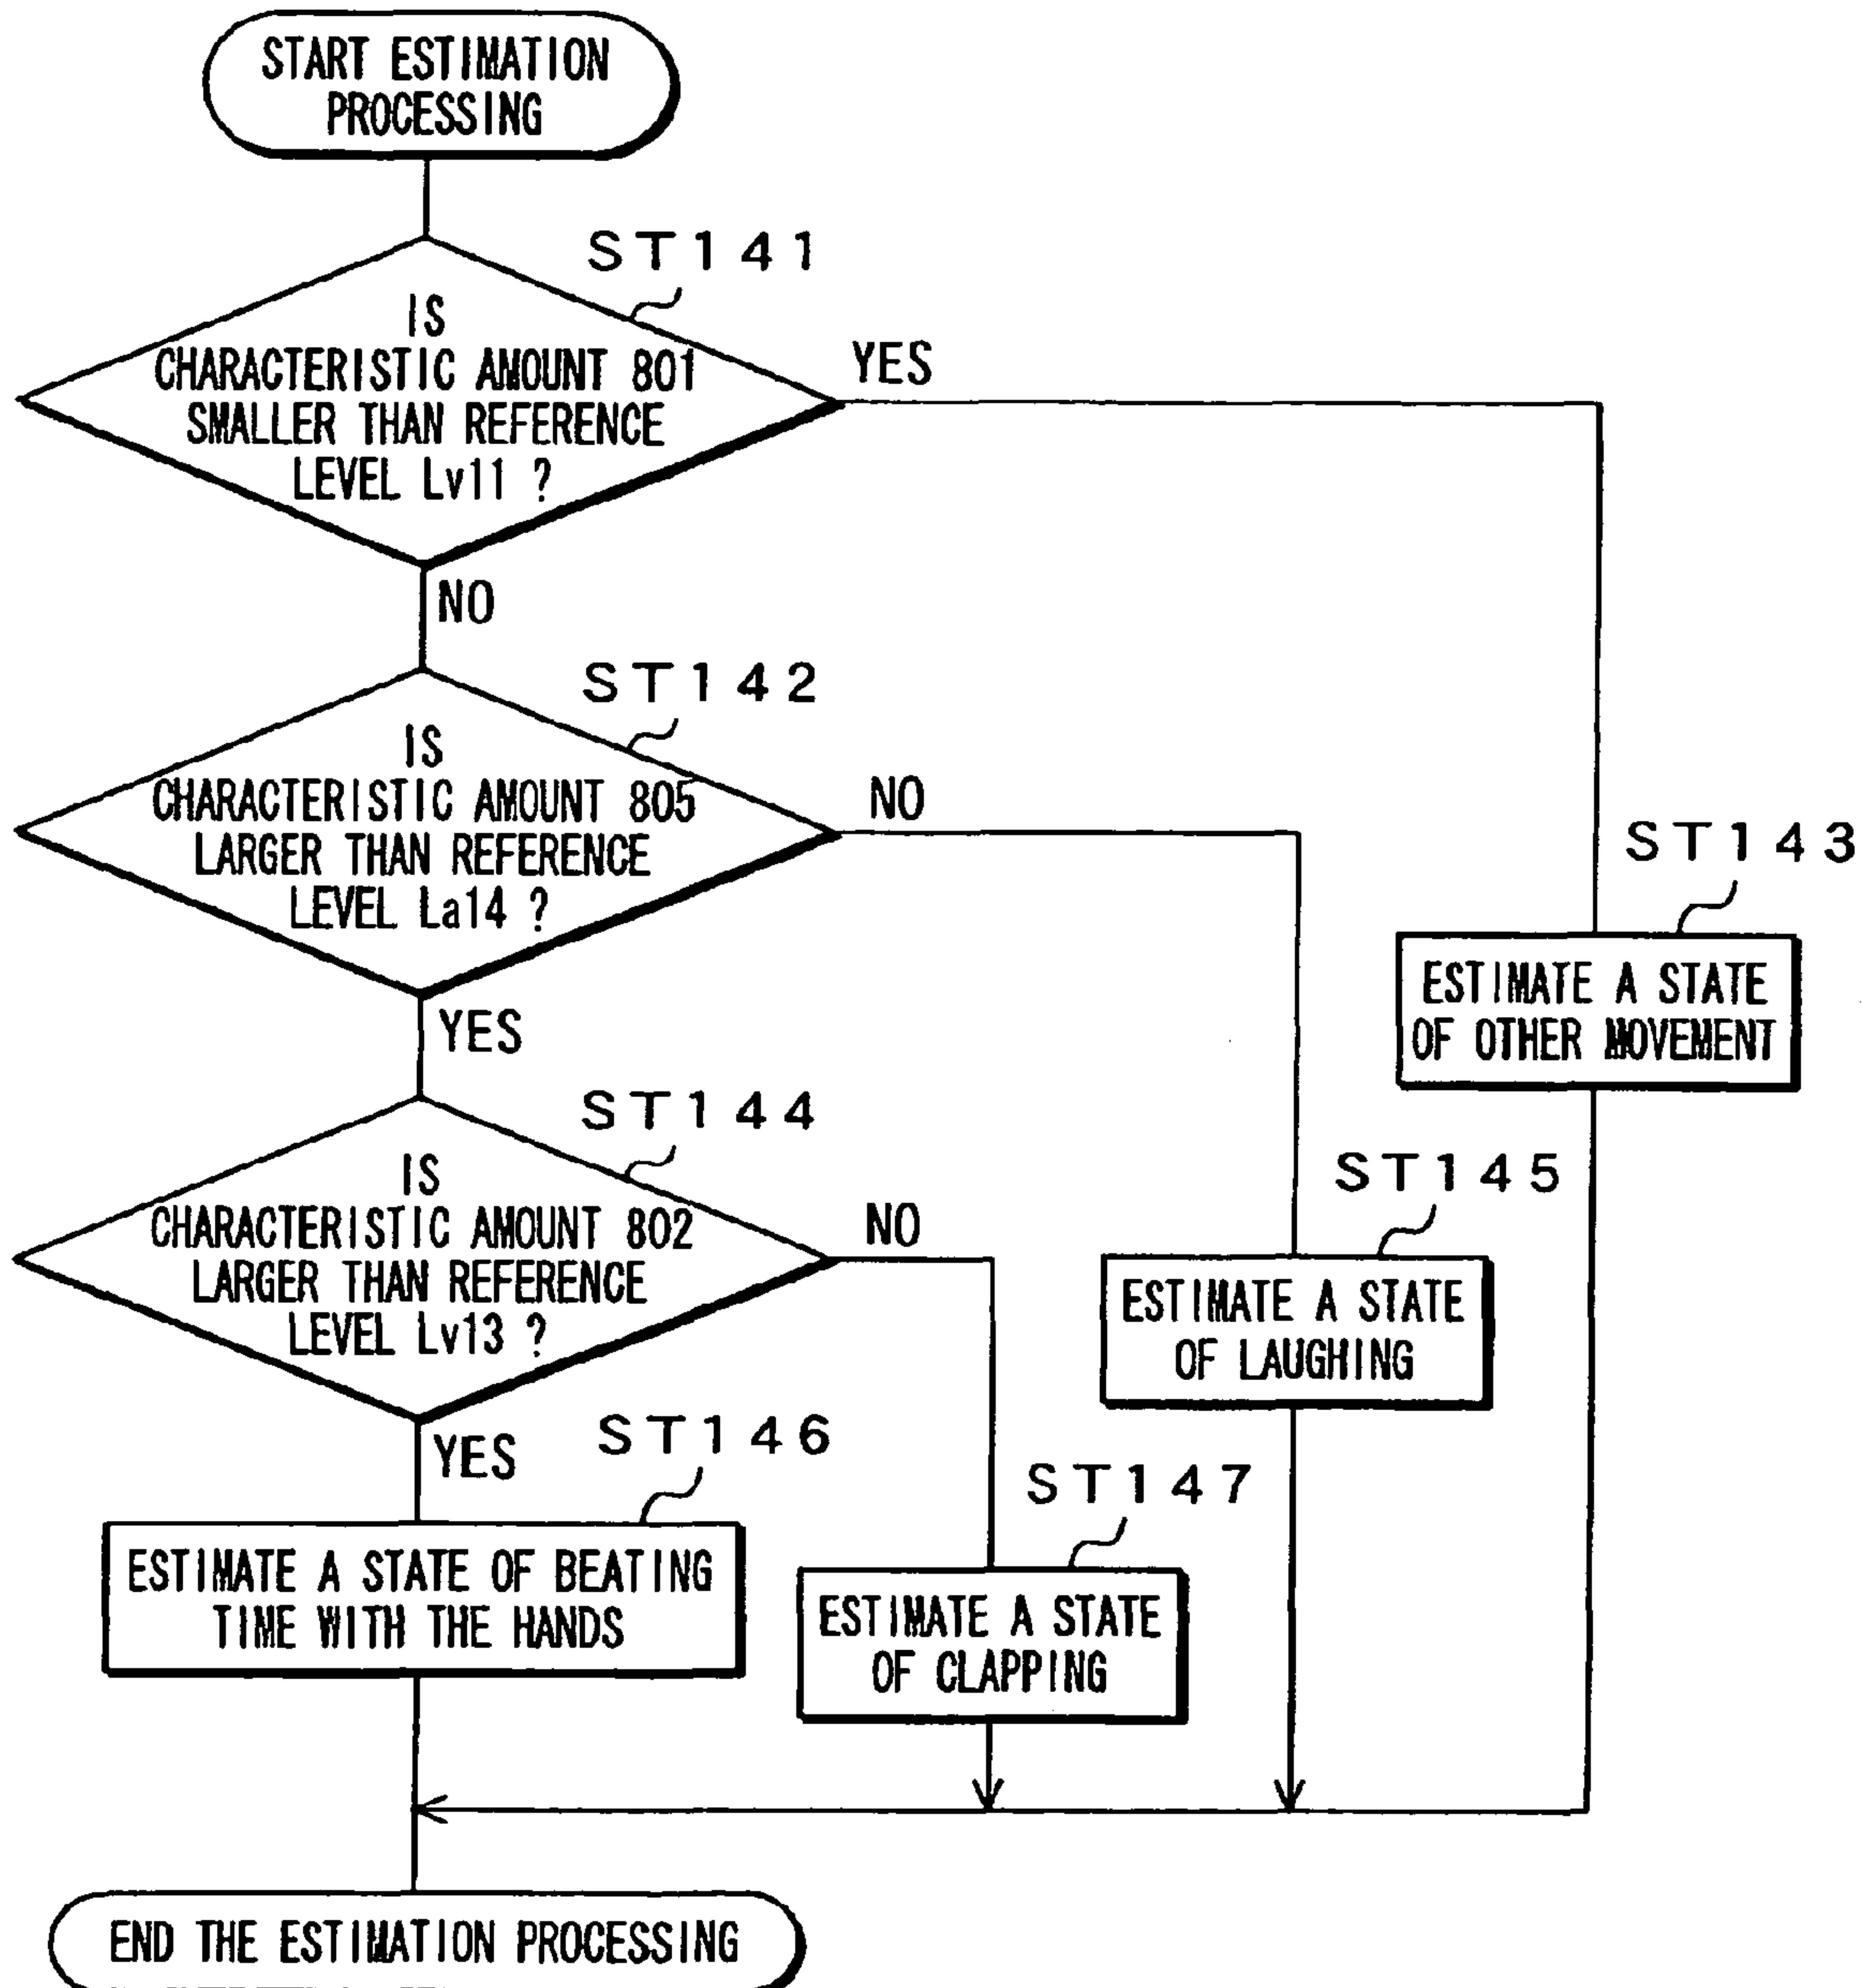 START ESTIMATION
PROCESSING
ST141
IS
CHARACTERISTIC AMOUNT 801
SMALLER THAN REFERENCE
LEVEL Lv11 ?
YES
NO
ST142
IS
CHARACTERISTIC AMOUNT 805
LARGER THAN REFERENCE
LEVEL La14 ?
NO
YES
ST143
ESTIMATE A STATE
OF OTHER MOVEMENT
ST144
IS
CHARACTERISTIC AMOUNT 802
LARGER THAN REFERENCE
LEVEL Lv13 ?
NO
YES
ST145
ESTIMATE A STATE
OF LAUGHING
ST146
ESTIMATE A STATE OF BEATING
TIME WITH THE HANDS
ST147
ESTIMATE A STATE
OF CLAPPING
END THE ESTIMATION PROCESSING